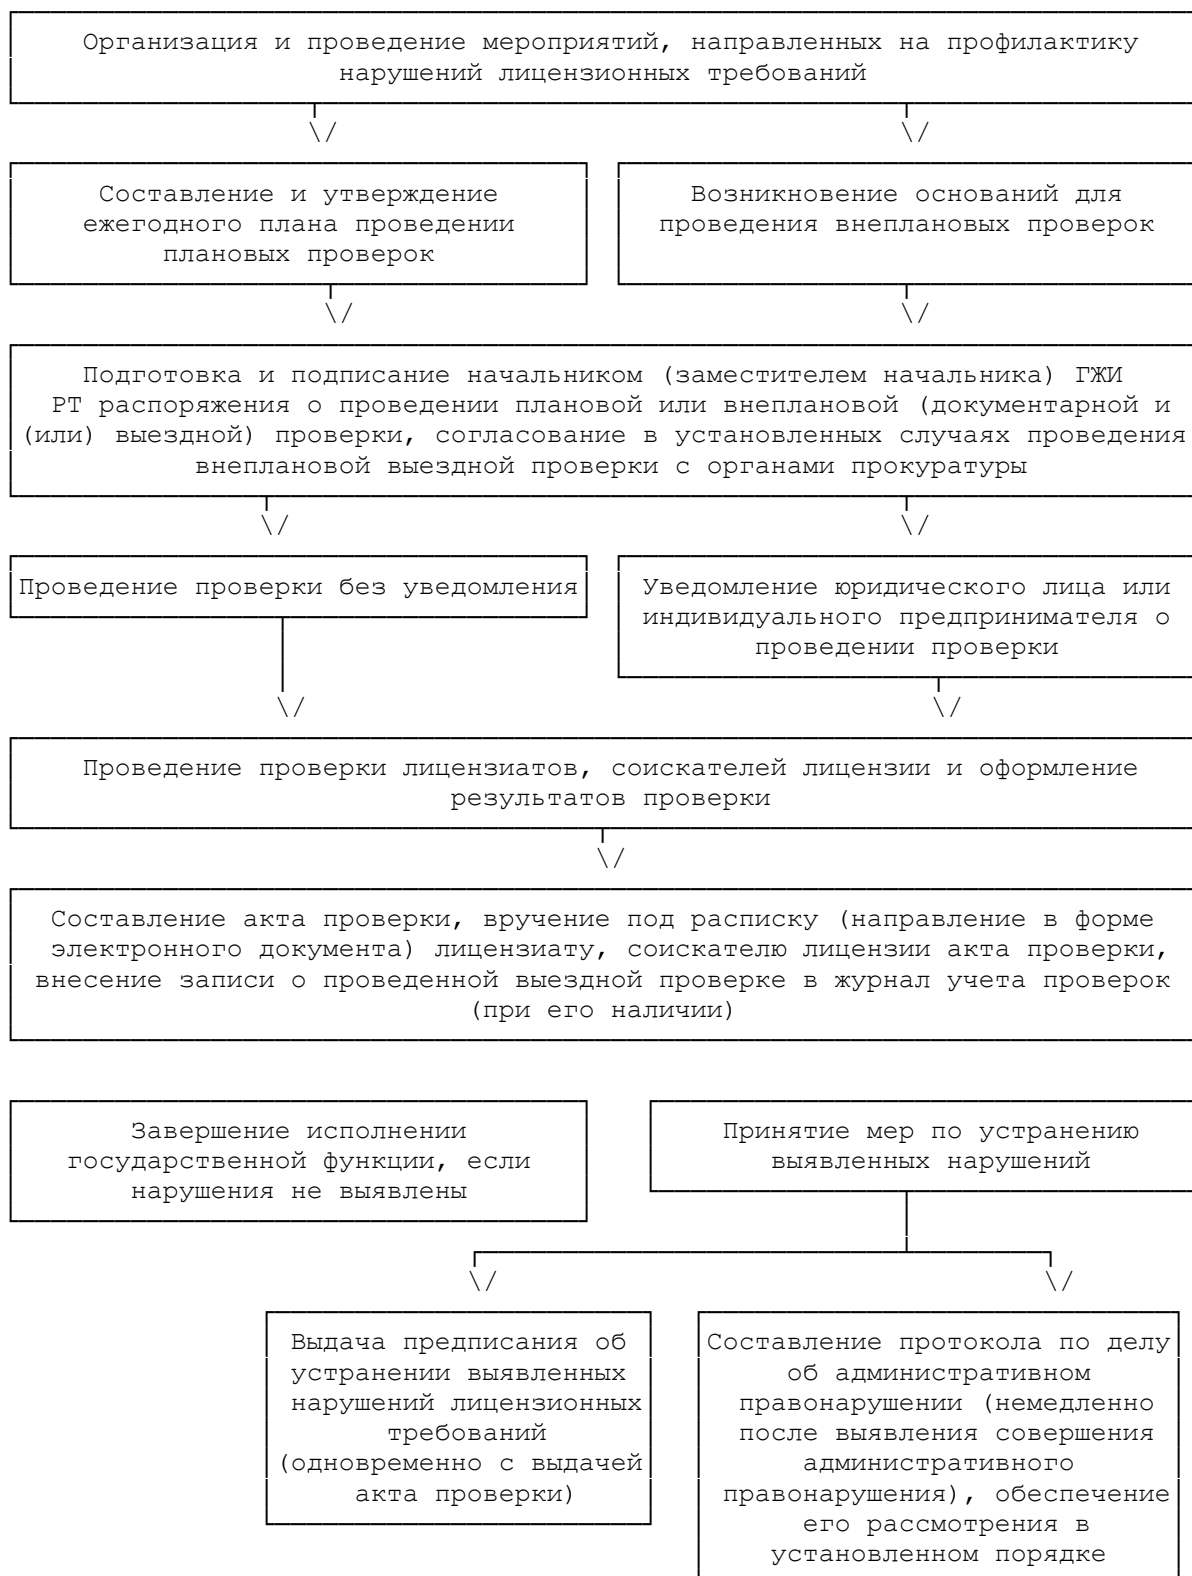 Организация и проведение мероприятий, направленных на профилактику
нарушений лицензионных требований
Составление и утверждение
ежегодного плана проведении
плановых проверок
Возникновение оснований для
проведения внеплановых проверок
Подготовка и подписание начальником (заместителем начальника) ГЖИ
РТ распоряжения о проведении плановой или внеплановой (документарной и
(или) выездной) проверки, согласование в установленных случаях проведения
внеплановой выездной проверки с органами прокуратуры
Проведение проверки без уведомления
Уведомление юридического лица или
индивидуального предпринимателя о
проведении проверки
Проведение проверки лицензиатов, соискателей лицензии и оформление
результатов проверки
Составление акта проверки, вручение под расписку (направление в форме
электронного документа) лицензиату, соискателю лицензии акта проверки,
внесение записи о проведенной выездной проверке в журнал учета проверок
(при его наличии)
Завершение исполнении
государственной функции, если
нарушения не выявлены
Принятие мер по устранению
выявленных нарушений
Выдача предписания об
устранении выявленных
нарушений лицензионных
требований
(одновременно с выдачей
акта проверки)
Составление протокола по делу
об административном
правонарушении (немедленно
после выявления совершения
административного
правонарушения), обеспечение
его рассмотрения в
установленном порядке